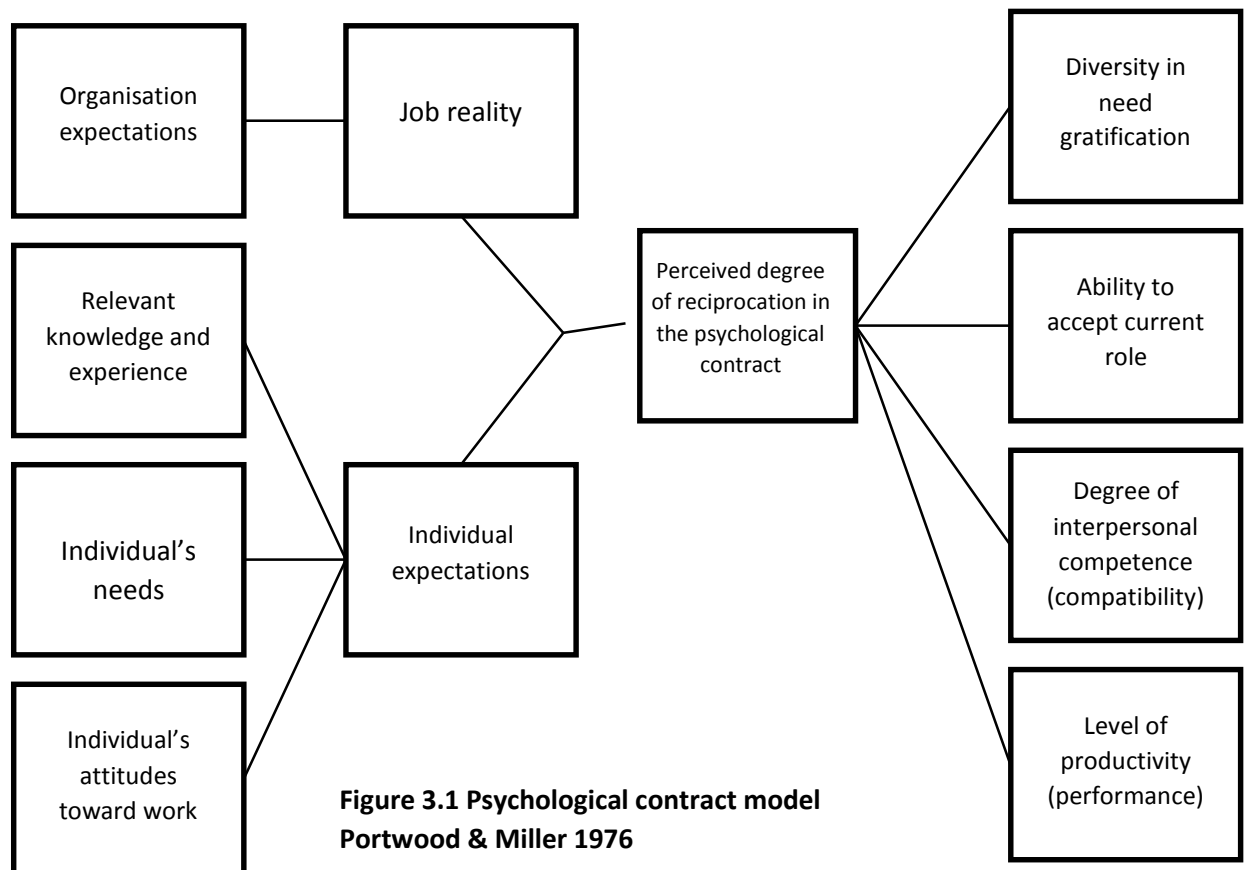 Organisation
expectations
Job reality
Relevant
knowledge and
experience
Individual’s
needs
Individual’s
attitudes
toward work
Individual
expectations
Perceived degree
of reciprocation in
the psychological
contract
Diversity in
need
gratification
Ability to
accept current
role
Degree of
interpersonal
competence
(compatibility)
Level of
productivity
(performance)
Figure 3.1 Psychological contract model
Portwood & Miller 1976